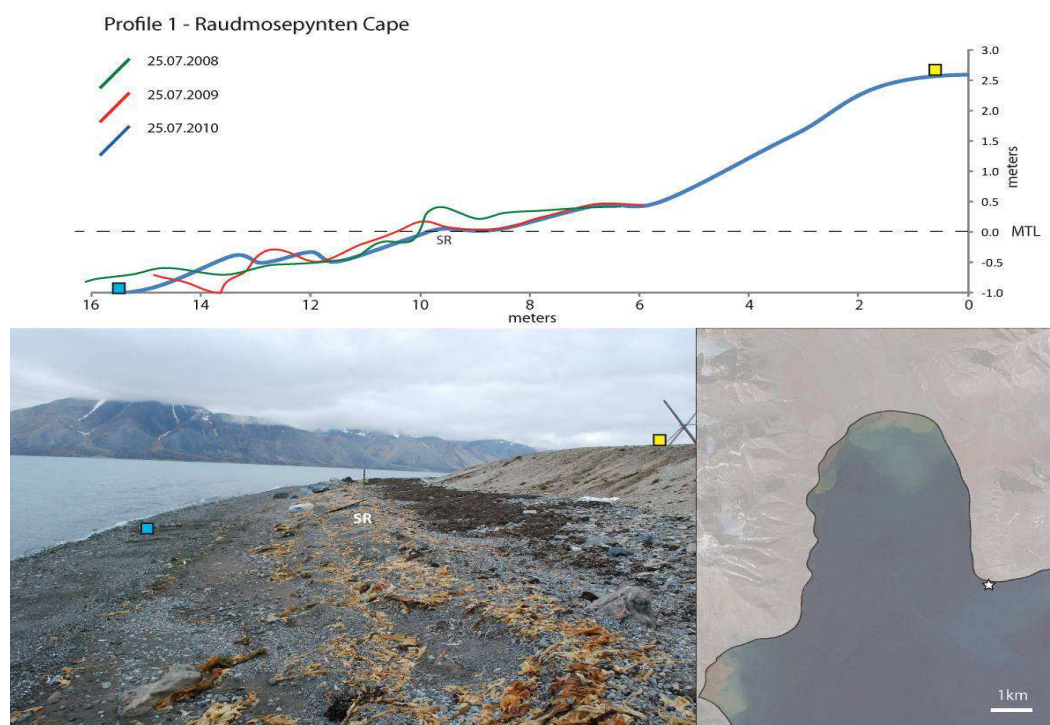 Profile 1 - Raudmosepynten Cape
25.07.2008
25.07.2009
25.07.2010
3.0
2.5
2.0
1.5
1.0
0.5
0.0
-0.5
-1.0
meters
MTL
SR
16 14 12 10 8 6 4 2 0
meters
SR
1km